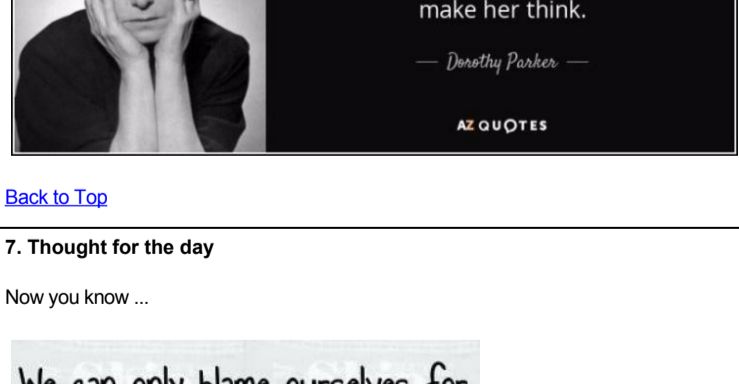 make her think.
— Dorothy Parker —
AZ QUOTES
Back to Top
7. Thought for the day
Now you know ...
We can only blame ourselves for